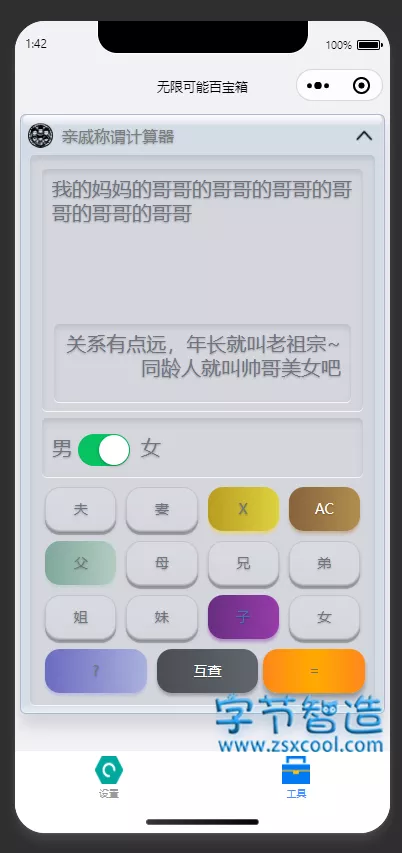 1:42
100%
无限可能百宝箱
亲戚称谓计算器
我的妈妈的哥哥的哥哥的哥哥的哥
哥的哥哥的哥哥
关系有点远，年长就叫老祖宗~
同龄人就叫帅哥美女吧
男 女
夫 妻 X AC
父 母 兄 弟
姐 妹 子 女
? 互查 =
字节智造
www.zsxcool.com
设置 工具